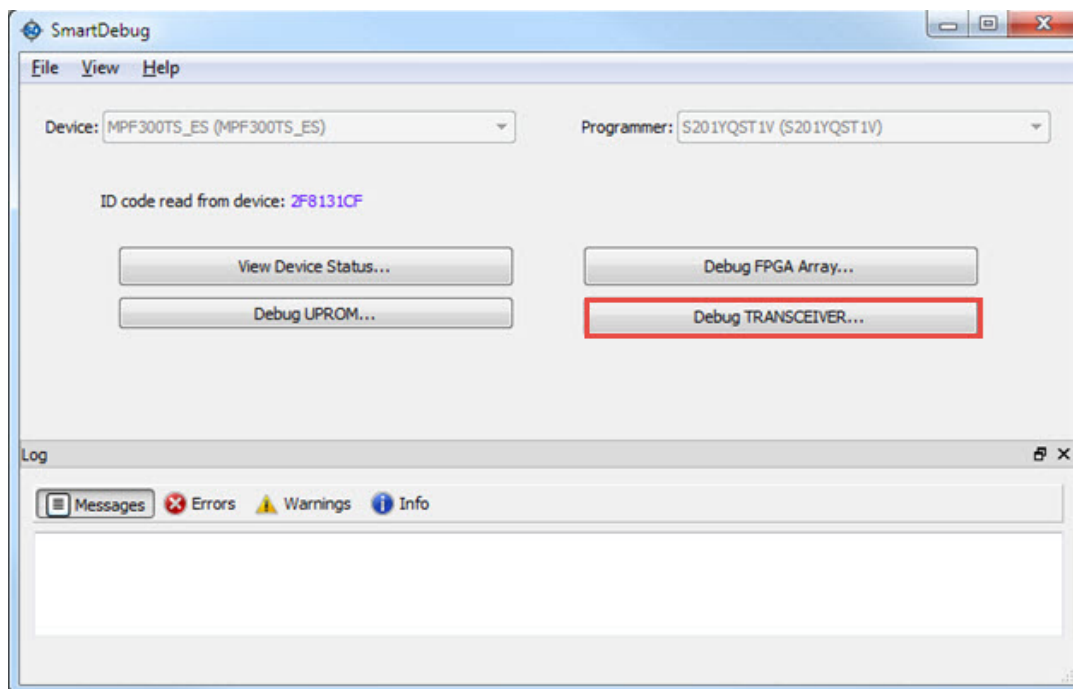 SmartDebug
File View Help
Device: MPF300TS_ES (MPF300TS_ES) Programmer: S201YQST1V (S201YQST1V)
ID code read from device: 2F8131CF
View Device Status... Debug FPGA Array...
Debug UPROM... Debug TRANSCEIVER...
Log
Messages Errors Warnings Info